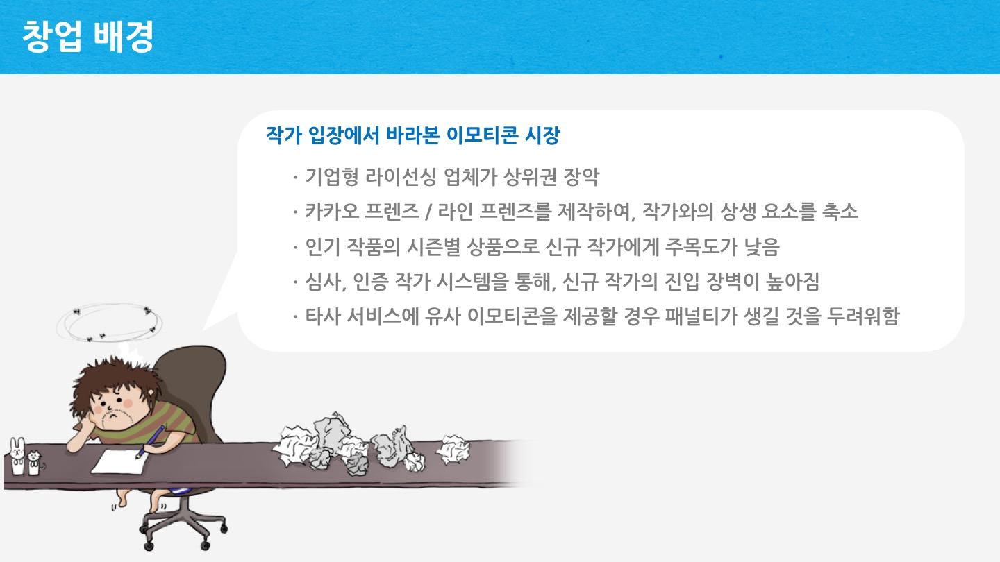 창업 배경
작가 입장에서 바라본 이모티콘 시장
· 기업형 라이선싱 업체가 상위권 장악
· 카카오 프렌즈 / 라인 프렌즈를 제작하여, 작가와의 상생 요소를 축소
· 인기 작품의 시즌별 상품으로 신규 작가에게 주목도가 낮음
· 심사, 인증 작가 시스템을 통해, 신규 작가의 진입 장벽이 높아짐
· 타사 서비스에 유사 이모티콘을 제공할 경우 패널티가 생길 것을 두려워함